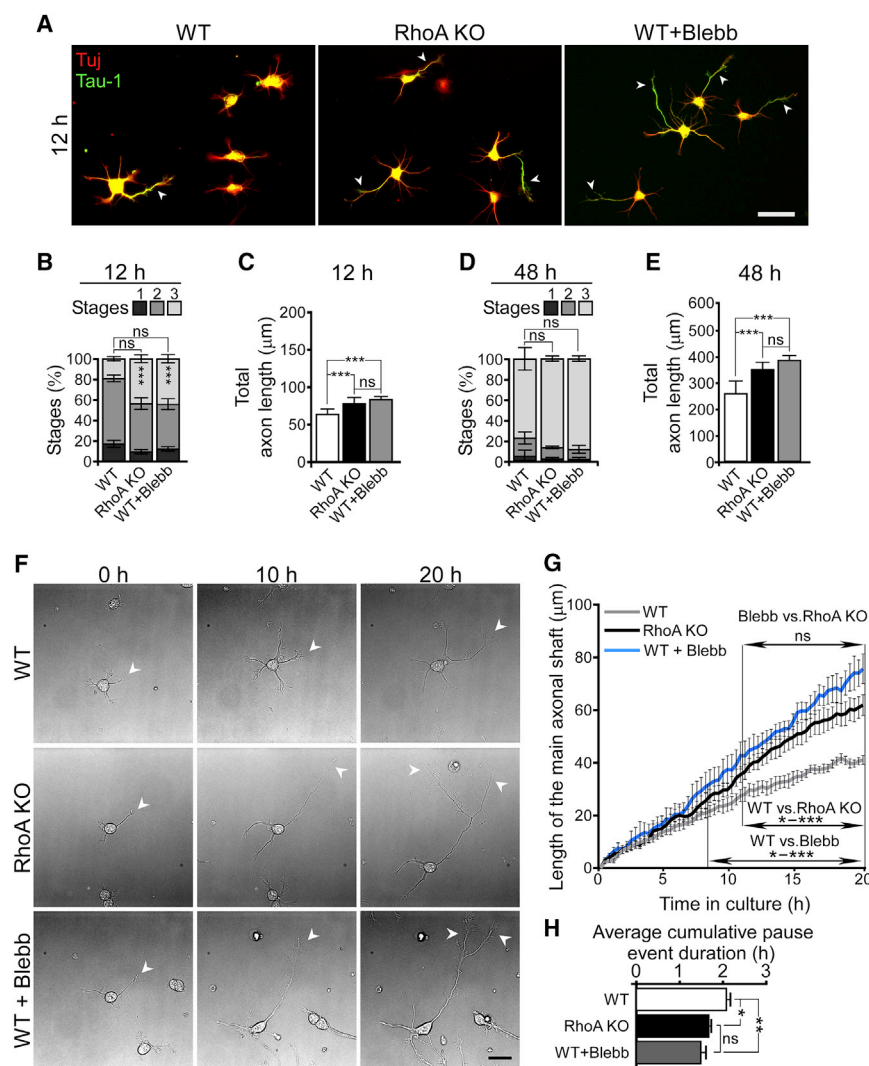 A
WT
RhoA KO
WT+Blebb
Tuj
Tau-1
12 h
B
12 h
1 2 3
Stages
ns
ns
***
***
Stages (%)
100
80
60
40
20
0
WT
RhoA KO
WT+Blebb
C
12 h
Total
axon length (µm)
200
150
100
50
0
***
***
ns
WT
RhoA KO
WT+Blebb
D
48 h
1 2 3
Stages
ns
ns
Stages (%)
100
80
60
40
20
0
WT
RhoA KO
WT+Blebb
E
48 h
Total
axon length (µm)
600
500
400
300
200
100
0
***
***
ns
WT
RhoA KO
WT+Blebb
F
0 h
10 h
20 h
WT
RhoA KO
WT + Blebb
G
Length of the main axonal shaft (µm)
100
80
60
40
20
0
WT
RhoA KO
WT + Blebb
Blebb vs.RhoA KO
ns
WT vs.RhoA KO
*–***
WT vs.Blebb
*–***
0 5 10 15 20
Time in culture (h)
H
Average cumulative pause
event duration (h)
0 1 2 3
WT
RhoA KO
WT+Blebb
*
**
ns